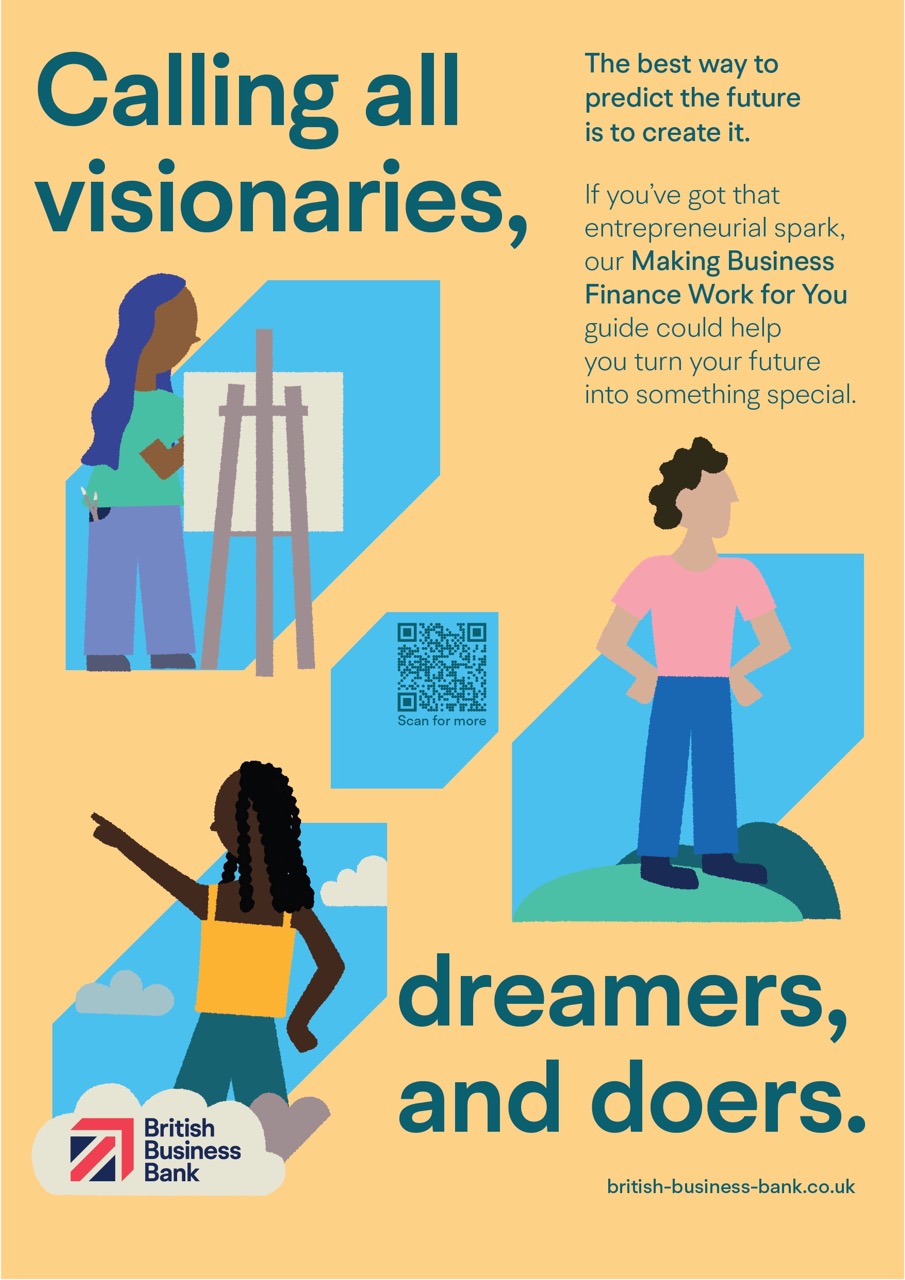 Calling all
visionaries,
The best way to
predict the future
is to create it.
If you’ve got that
entrepreneurial spark,
our Making Business
Finance Work for You
guide could help
you turn your future
into something special.
Scan for more
dreamers,
and doers.
British
Business
Bank
british-business-bank.co.uk